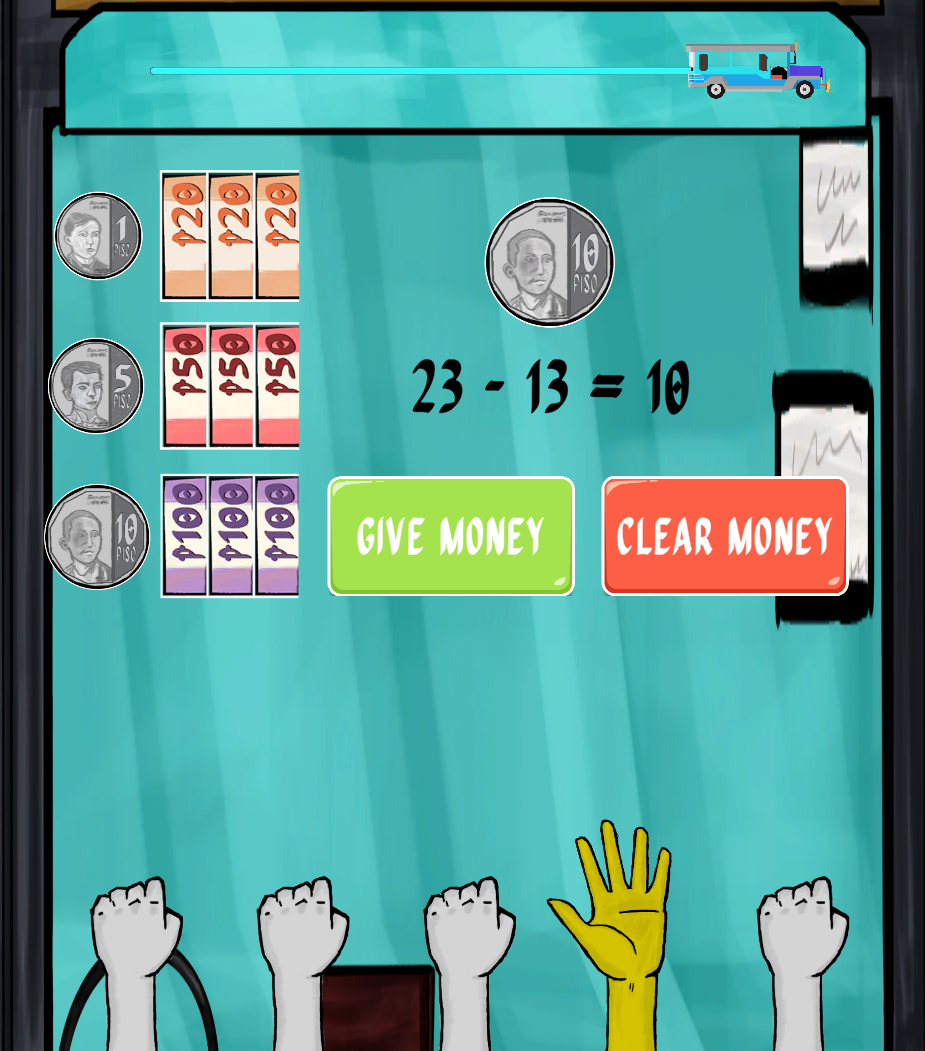 1
PISO
₱20 ₱20 ₱20
10
PISO
5
PISO
₱50 ₱50 ₱50
23 - 13 = 10
10
PISO
₱100 ₱100 ₱100
GIVE MONEY
CLEAR MONEY